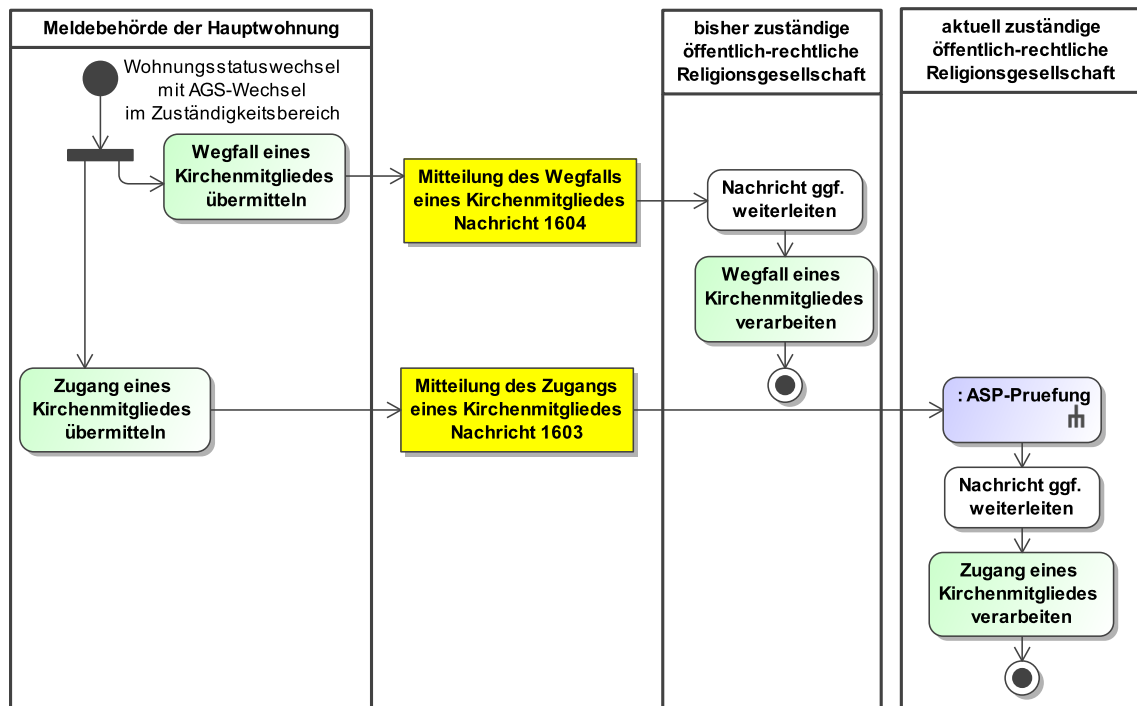 Meldebehörde der Hauptwohnung
bisher zuständige
öffentlich-rechtliche
Religionsgesellschaft
aktuell zuständige
öffentlich-rechtliche
Religionsgesellschaft
Wohnungsstatuswechsel
mit AGS-Wechsel
im Zuständigkeitsbereich
Wegfall eines
Kirchenmitgliedes
übermitteln
Mitteilung des Wegfalls
eines Kirchenmitgliedes
Nachricht 1604
Nachricht ggf.
weiterleiten
Wegfall eines
Kirchenmitgliedes
verarbeiten
Zugang eines
Kirchenmitgliedes
übermitteln
Mitteilung des Zugangs
eines Kirchenmitgliedes
Nachricht 1603
: ASP-Pruefung
Nachricht ggf.
weiterleiten
Zugang eines
Kirchenmitgliedes
verarbeiten